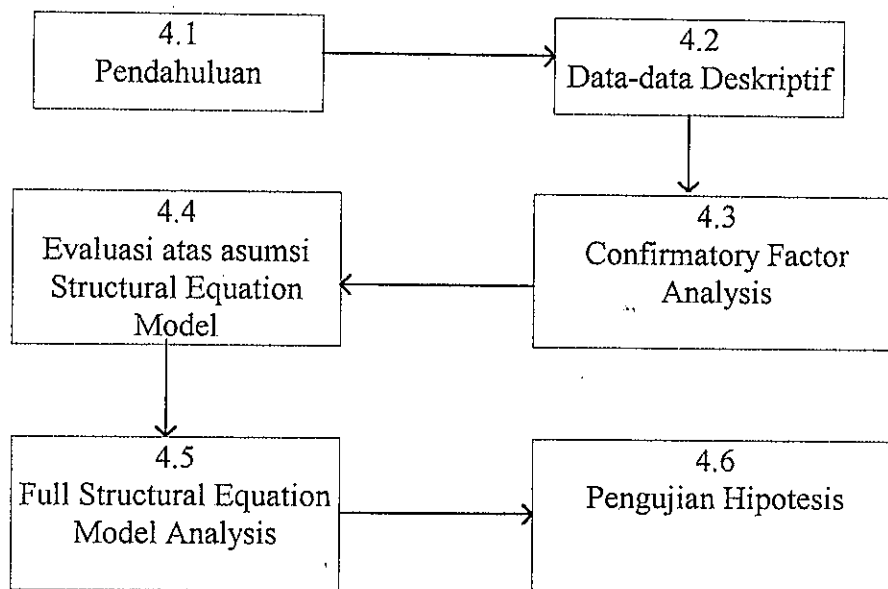 4.1
Pendahuluan
4.2
Data-data Deskriptif
4.3
Confirmatory Factor
Analysis
4.4
Evaluasi atas asumsi
Structural Equation
Model
4.5
Full Structural Equation
Model Analysis
4.6
Pengujian Hipotesis